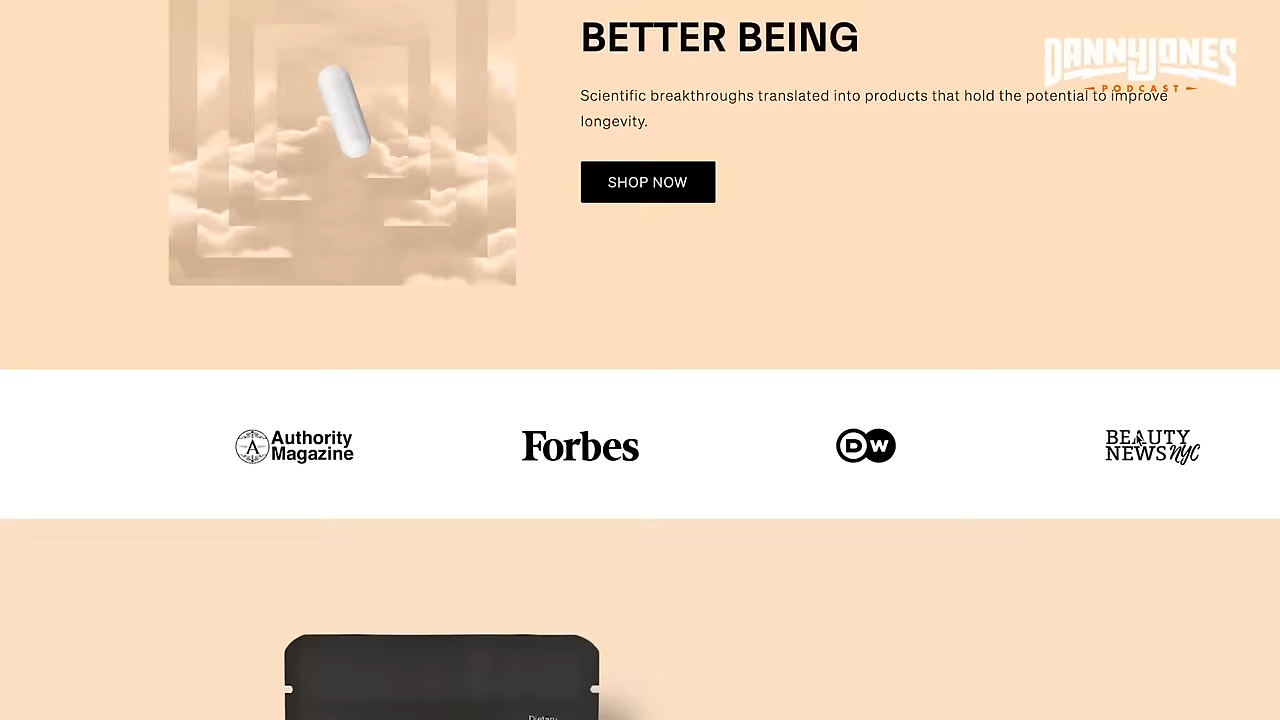 BETTER BEING
DANNY JONES
PODCAST
Scientific breakthroughs translated into products that hold the potential to improve
longevity.
SHOP NOW
Authority
Magazine
Forbes
DW
BEAUTY
NEWS NYC
Dietary